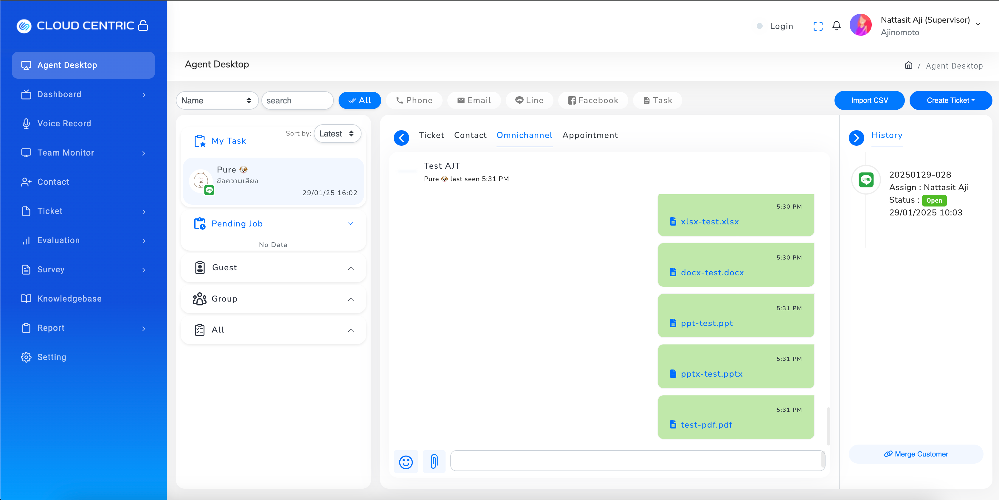 CLOUD CENTRIC
Login
Nattasit Aji (Supervisor)
Ajinomoto
Agent Desktop
Dashboard
Voice Record
Team Monitor
Contact
Ticket
Evaluation
Survey
Knowledgebase
Report
Setting
Agent Desktop
/ Agent Desktop
Name
search
All
Phone
Email
LINE Line
Facebook
Task
Import CSV
Create Ticket
My Task
Sort by:
Latest
Pure 🐶
ข้อความเสียง
LINE
29/01/25 16:02
Pending Job
No Data
Guest
Group
All
Ticket
Contact
Omnichannel
Appointment
Test AJT
Pure 🐶 last seen 5:31 PM
5:30 PM
xlsx-test.xlsx
5:30 PM
docx-test.docx
5:31 PM
ppt-test.ppt
5:31 PM
pptx-test.pptx
5:31 PM
test-pdf.pdf
History
LINE
20250129-028
Assign : Nattasit Aji
Status : Open
29/01/2025 10:03
Merge Customer